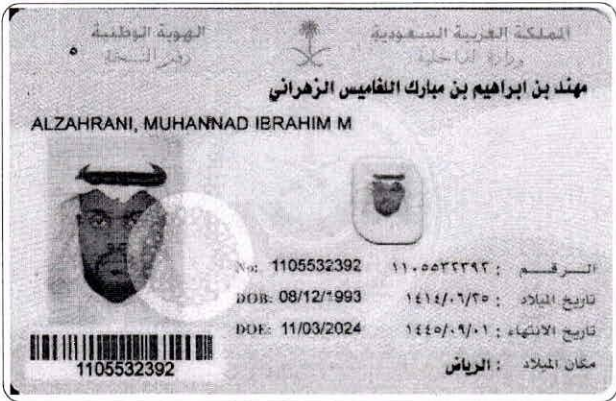 المملكة العربية السعودية
وزارة الداخلية
الهوية الوطنية
رقم النسخة
مهند بن ابراهيم بن مبارك اللغاميس الزهراني
ALZAHRANI, MUHANNAD IBRAHIM M
No: 1105532392 الرقم : ١١٠٥٥٣٢٣٩٢
DOB: 08/12/1993 تاريخ الميلاد : ١٤١٤/٠٦/٢٥
DOE: 11/03/2024 تاريخ الانتهاء : ١٤٤٥/٠٩/٠١
مكان الميلاد : الرياض
1105532392